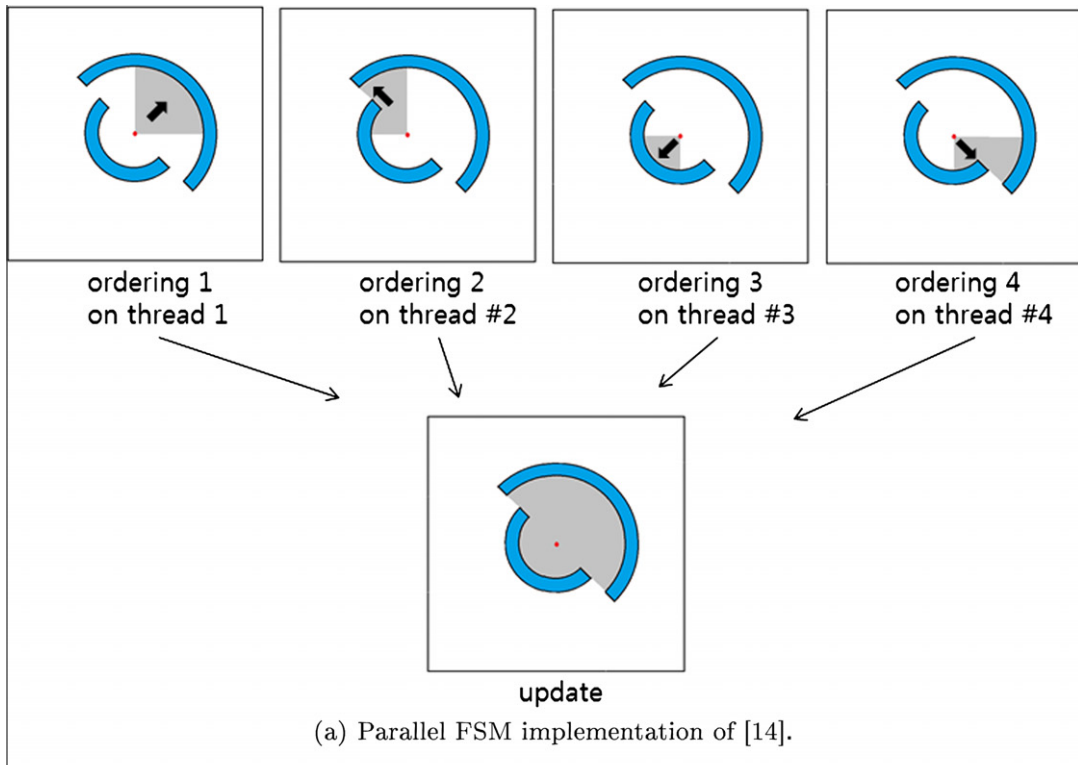 ordering 1
on thread 1
ordering 2
on thread #2
ordering 3
on thread #3
ordering 4
on thread #4
update
(a) Parallel FSM implementation of [14].